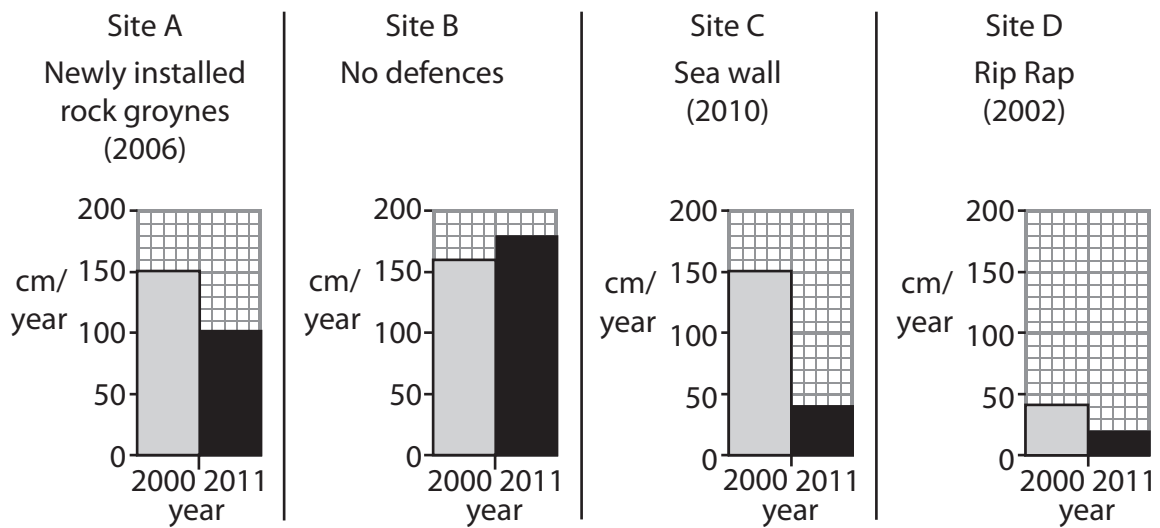 Site A
Newly installed
rock groynes
(2006)
200
150
100
50
0
cm/
year
2000 2011
year
Site B
No defences
200
150
100
50
0
cm/
year
2000 2011
year
Site C
Sea wall
(2010)
200
150
100
50
0
cm/
year
2000 2011
year
Site D
Rip Rap
(2002)
200
150
100
50
0
cm/
year
2000 2011
year